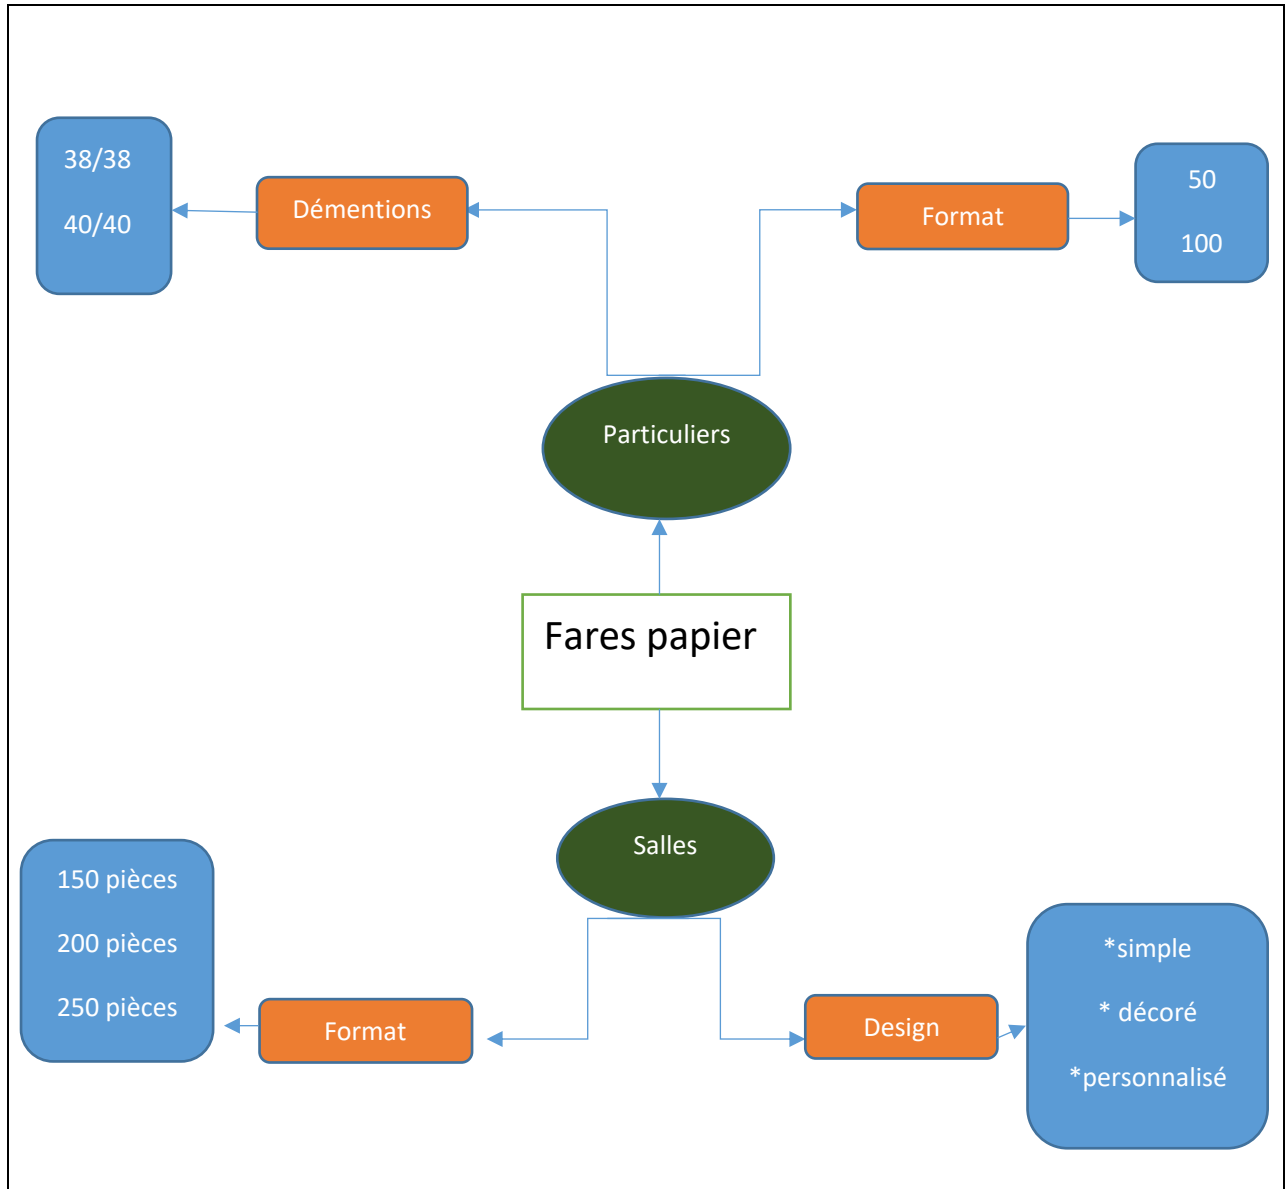 38/38
40/40
Démentions
Format
50
100
Particuliers
Fares papier
Salles
150 pièces
200 pièces
250 pièces
Format
Design
*simple
* décoré
*personnalisé